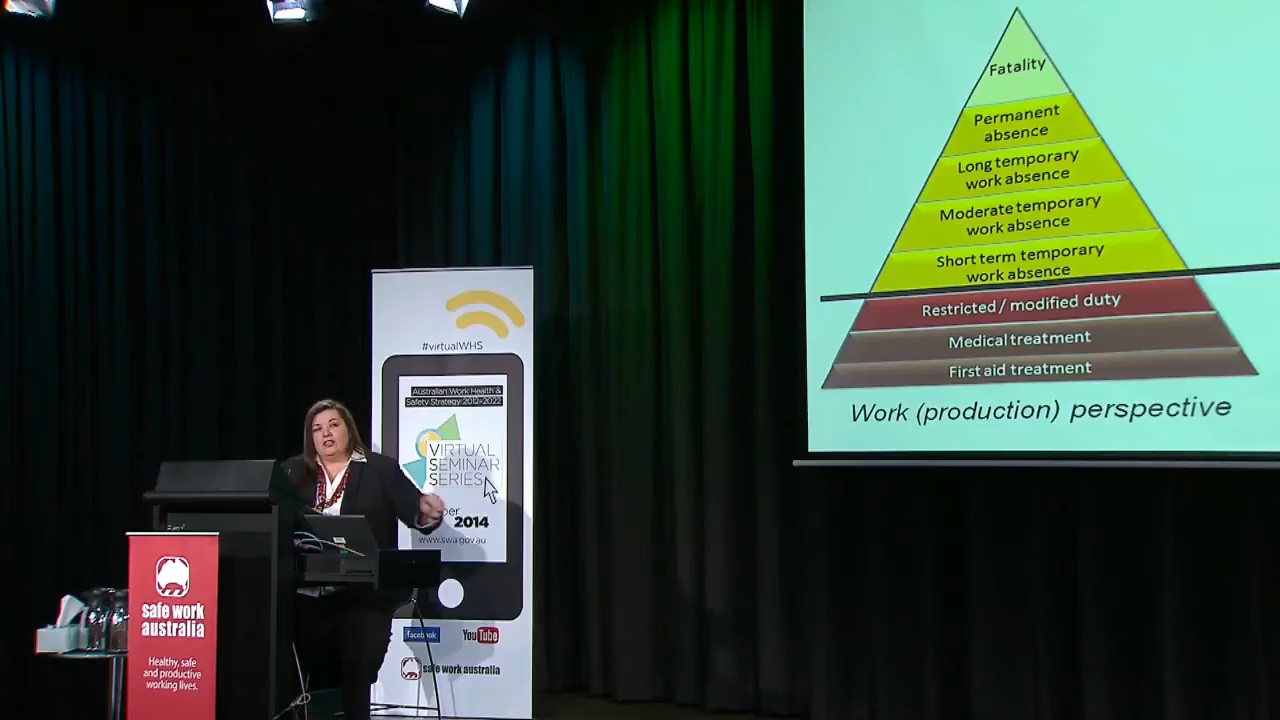 Fatality
Permanent
absence
Long temporary
work absence
Moderate temporary
work absence
Short term temporary
work absence
Restricted / modified duty
Medical treatment
First aid treatment
Work (production) perspective
#virtualWHS
Australian Work Health &
Safety Strategy 2012-2022
VIRTUAL
SEMINAR
SERIES
2014
www.swa.gov.au
facebook
YouTube
safe work australia
safe work
australia
Healthy, safe
and productive
working lives.